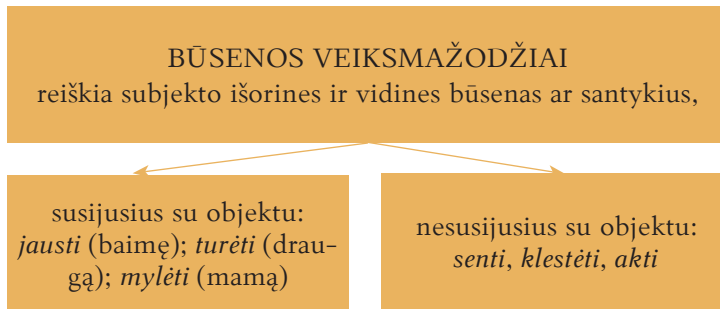 BŪSENOS VEIKSMAŽODŽIAI
reiškia subjekto išorines ir vidines būsenas ar santykius,
susijusius su objektu:
jausti (baimę); turėti (drau-
gą); mylėti (mamą)
nesusijusius su objektu:
senti, klestėti, akti